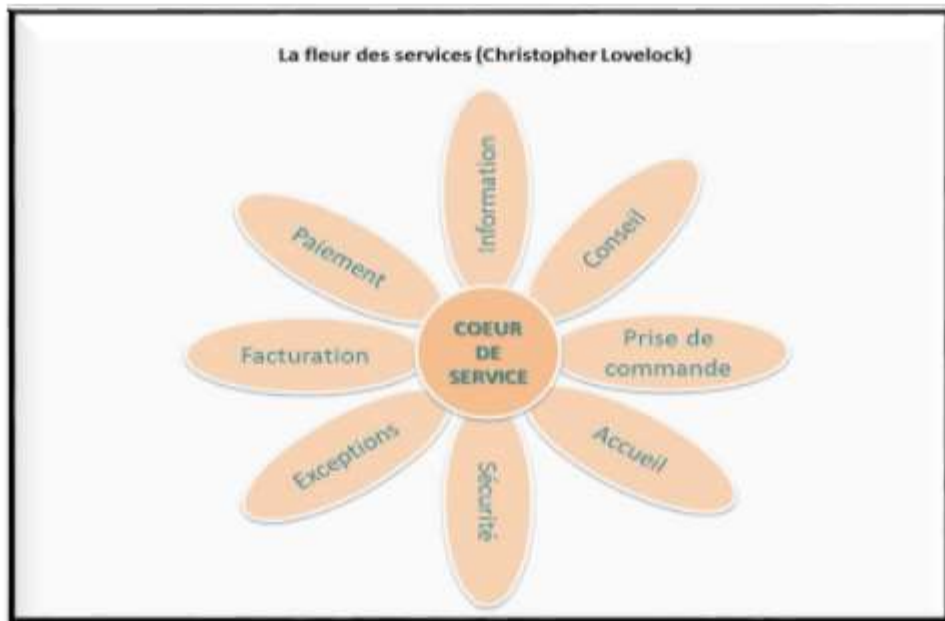 La fleur des services (Christopher Lovelock)
Information
Conseil
Prise de
commande
Accueil
Sécurité
Exceptions
Facturation
Paiement
COEUR
DE
SERVICE